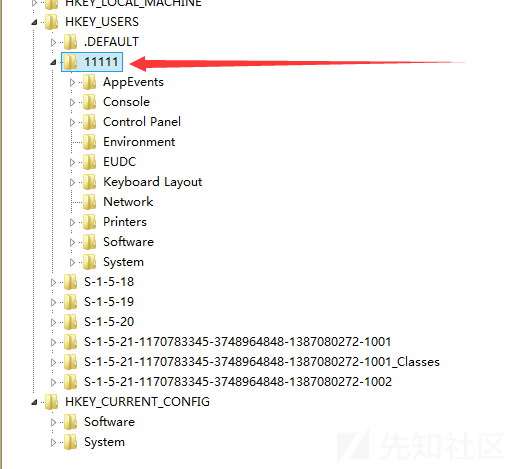 HKEY_LOCAL_MACHINE
HKEY_USERS
.DEFAULT
11111
AppEvents
Console
Control Panel
Environment
EUDC
Keyboard Layout
Network
Printers
Software
System
S-1-5-18
S-1-5-19
S-1-5-20
S-1-5-21-1170783345-3748964848-1387080272-1001
S-1-5-21-1170783345-3748964848-1387080272-1001_Classes
S-1-5-21-1170783345-3748964848-1387080272-1002
HKEY_CURRENT_CONFIG
Software
System
先知社区